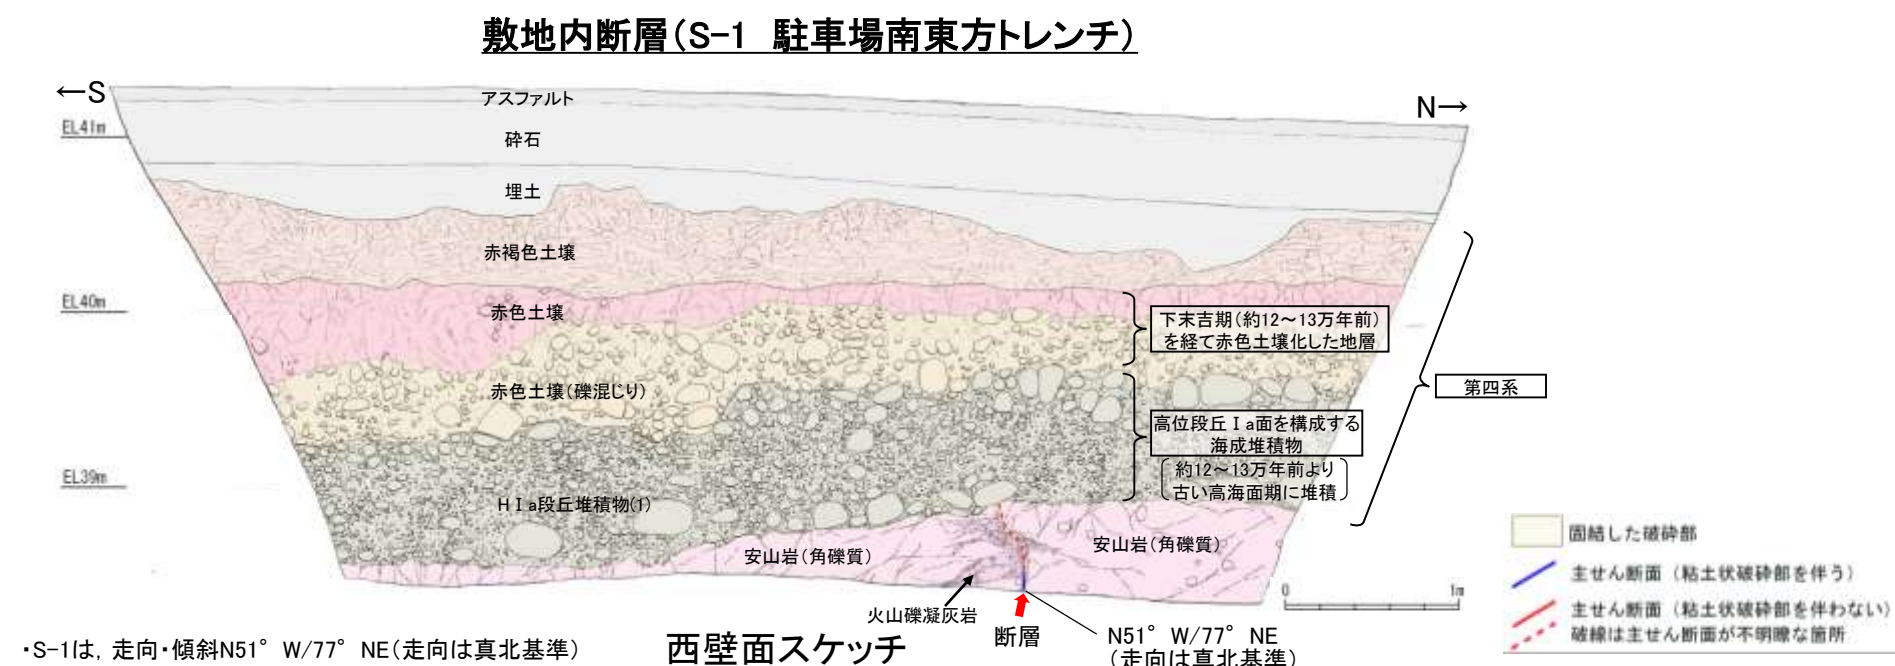 敷地内断層(S-1 駐車場南東方トレンチ)
←S
N→
アスファルト
EL41m
砕石
埋土
赤褐色土壌
EL40m
赤色土壌
下末吉期(約12~13万年前)
を経て赤色土壌化した地層
第四系
赤色土壌(礫混じり)
高位段丘Ⅰa面を構成する
海成堆積物
約12~13万年前より
古い高海面期に堆積
EL39m
HⅠa段丘堆積物(1)
安山岩(角礫質)
安山岩(角礫質)
固結した破砕部
主せん断面(粘土状破砕部を伴う)
主せん断面(粘土状破砕部を伴わない)
破線は主せん断面が不明瞭な箇所
0 1m
火山礫凝灰岩
断層
N51°W/77°NE
(走向は真北基準)
・S-1は,走向・傾斜N51°W/77°NE(走向は真北基準)
西壁面スケッチ